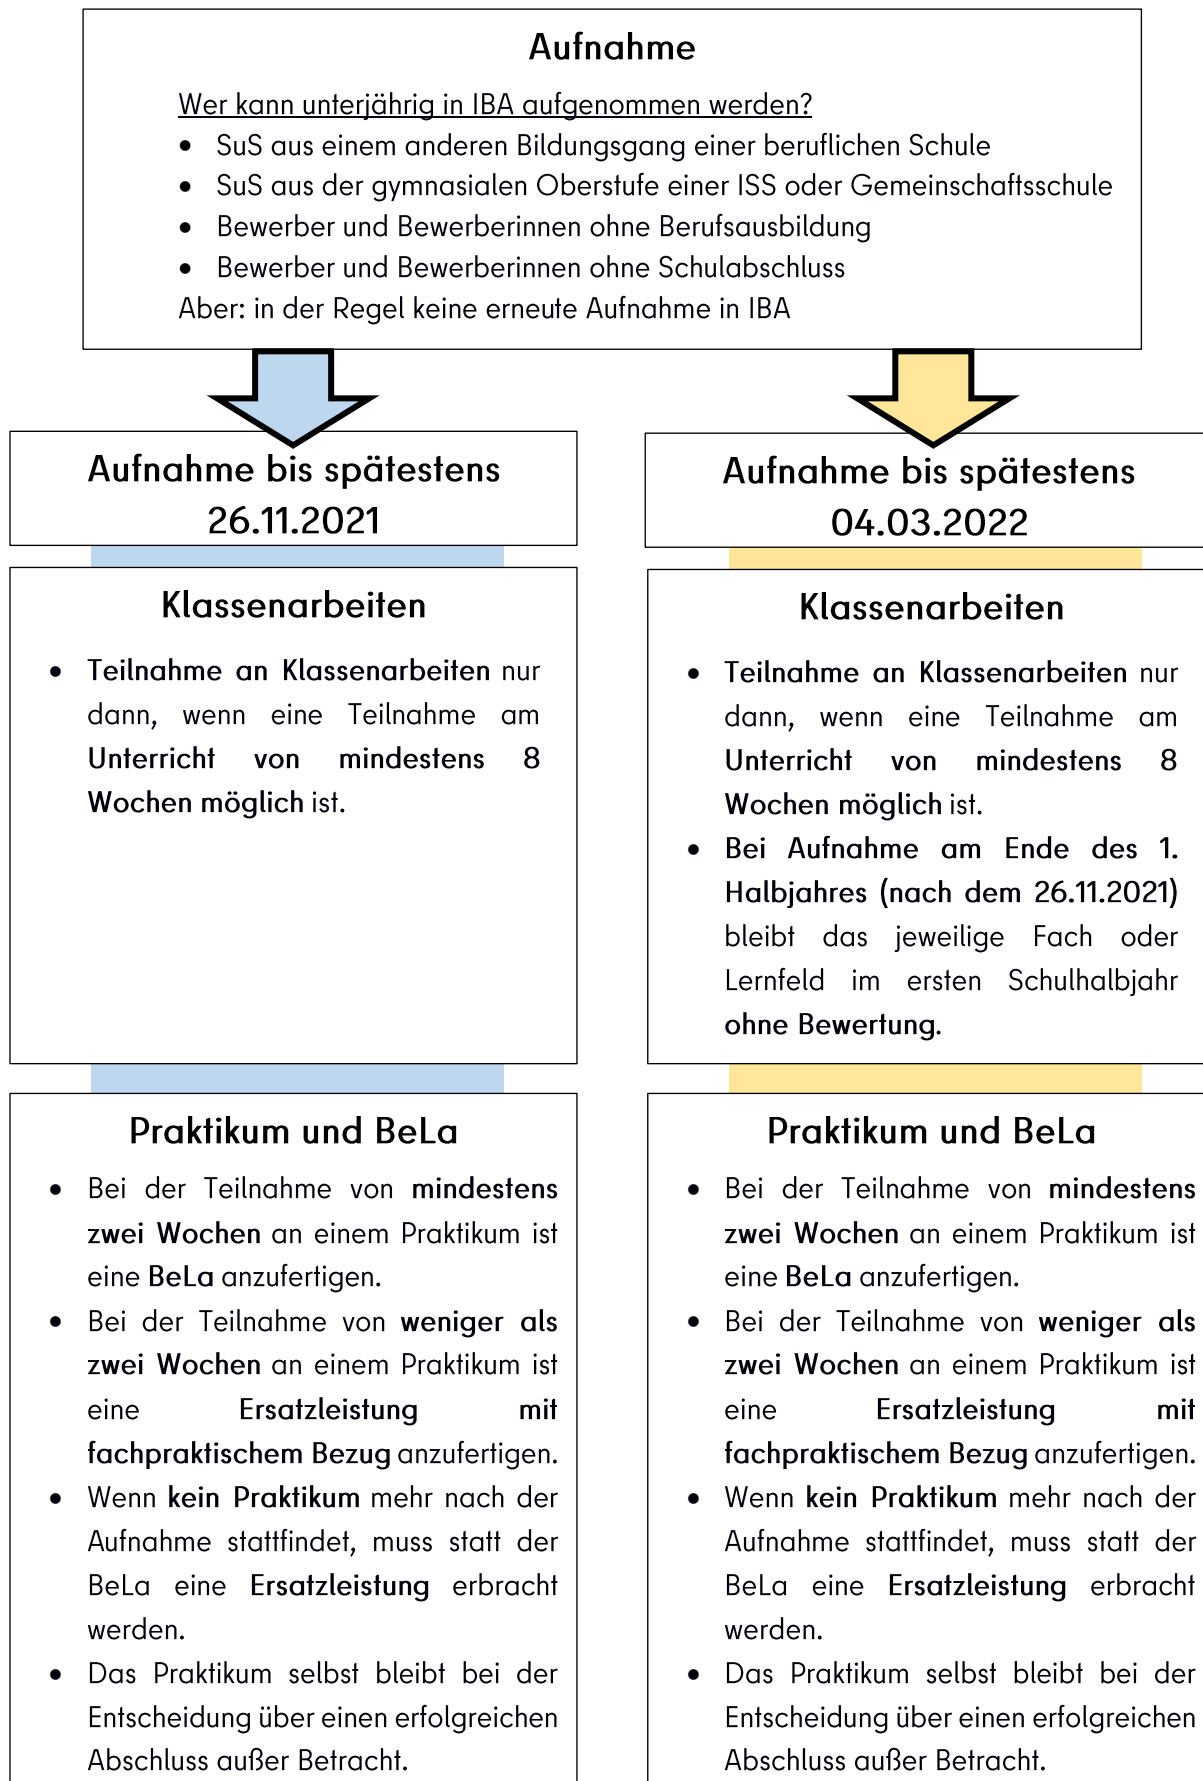 Aufnahme
Wer kann unterjährig in IBA aufgenommen werden?
• SuS aus einem anderen Bildungsgang einer beruflichen Schule
• SuS aus der gymnasialen Oberstufe einer ISS oder Gemeinschaftsschule
• Bewerber und Bewerberinnen ohne Berufsausbildung
• Bewerber und Bewerberinnen ohne Schulabschluss
Aber: in der Regel keine erneute Aufnahme in IBA
Aufnahme bis spätestens
26.11.2021
Klassenarbeiten
• Teilnahme an Klassenarbeiten nur
dann, wenn eine Teilnahme am
Unterricht von mindestens 8
Wochen möglich ist.
Praktikum und BeLa
• Bei der Teilnahme von mindestens
zwei Wochen an einem Praktikum ist
eine BeLa anzufertigen.
• Bei der Teilnahme von weniger als
zwei Wochen an einem Praktikum ist
eine Ersatzleistung mit
fachpraktischem Bezug anzufertigen.
• Wenn kein Praktikum mehr nach der
Aufnahme stattfindet, muss statt der
BeLa eine Ersatzleistung erbracht
werden.
• Das Praktikum selbst bleibt bei der
Entscheidung über einen erfolgreichen
Abschluss außer Betracht.
Aufnahme bis spätestens
04.03.2022
Klassenarbeiten
• Teilnahme an Klassenarbeiten nur
dann, wenn eine Teilnahme am
Unterricht von mindestens 8
Wochen möglich ist.
• Bei Aufnahme am Ende des 1.
Halbjahres (nach dem 26.11.2021)
bleibt das jeweilige Fach oder
Lernfeld im ersten Schulhalbjahr
ohne Bewertung.
Praktikum und BeLa
• Bei der Teilnahme von mindestens
zwei Wochen an einem Praktikum ist
eine BeLa anzufertigen.
• Bei der Teilnahme von weniger als
zwei Wochen an einem Praktikum ist
eine Ersatzleistung mit
fachpraktischem Bezug anzufertigen.
• Wenn kein Praktikum mehr nach der
Aufnahme stattfindet, muss statt der
BeLa eine Ersatzleistung erbracht
werden.
• Das Praktikum selbst bleibt bei der
Entscheidung über einen erfolgreichen
Abschluss außer Betracht.